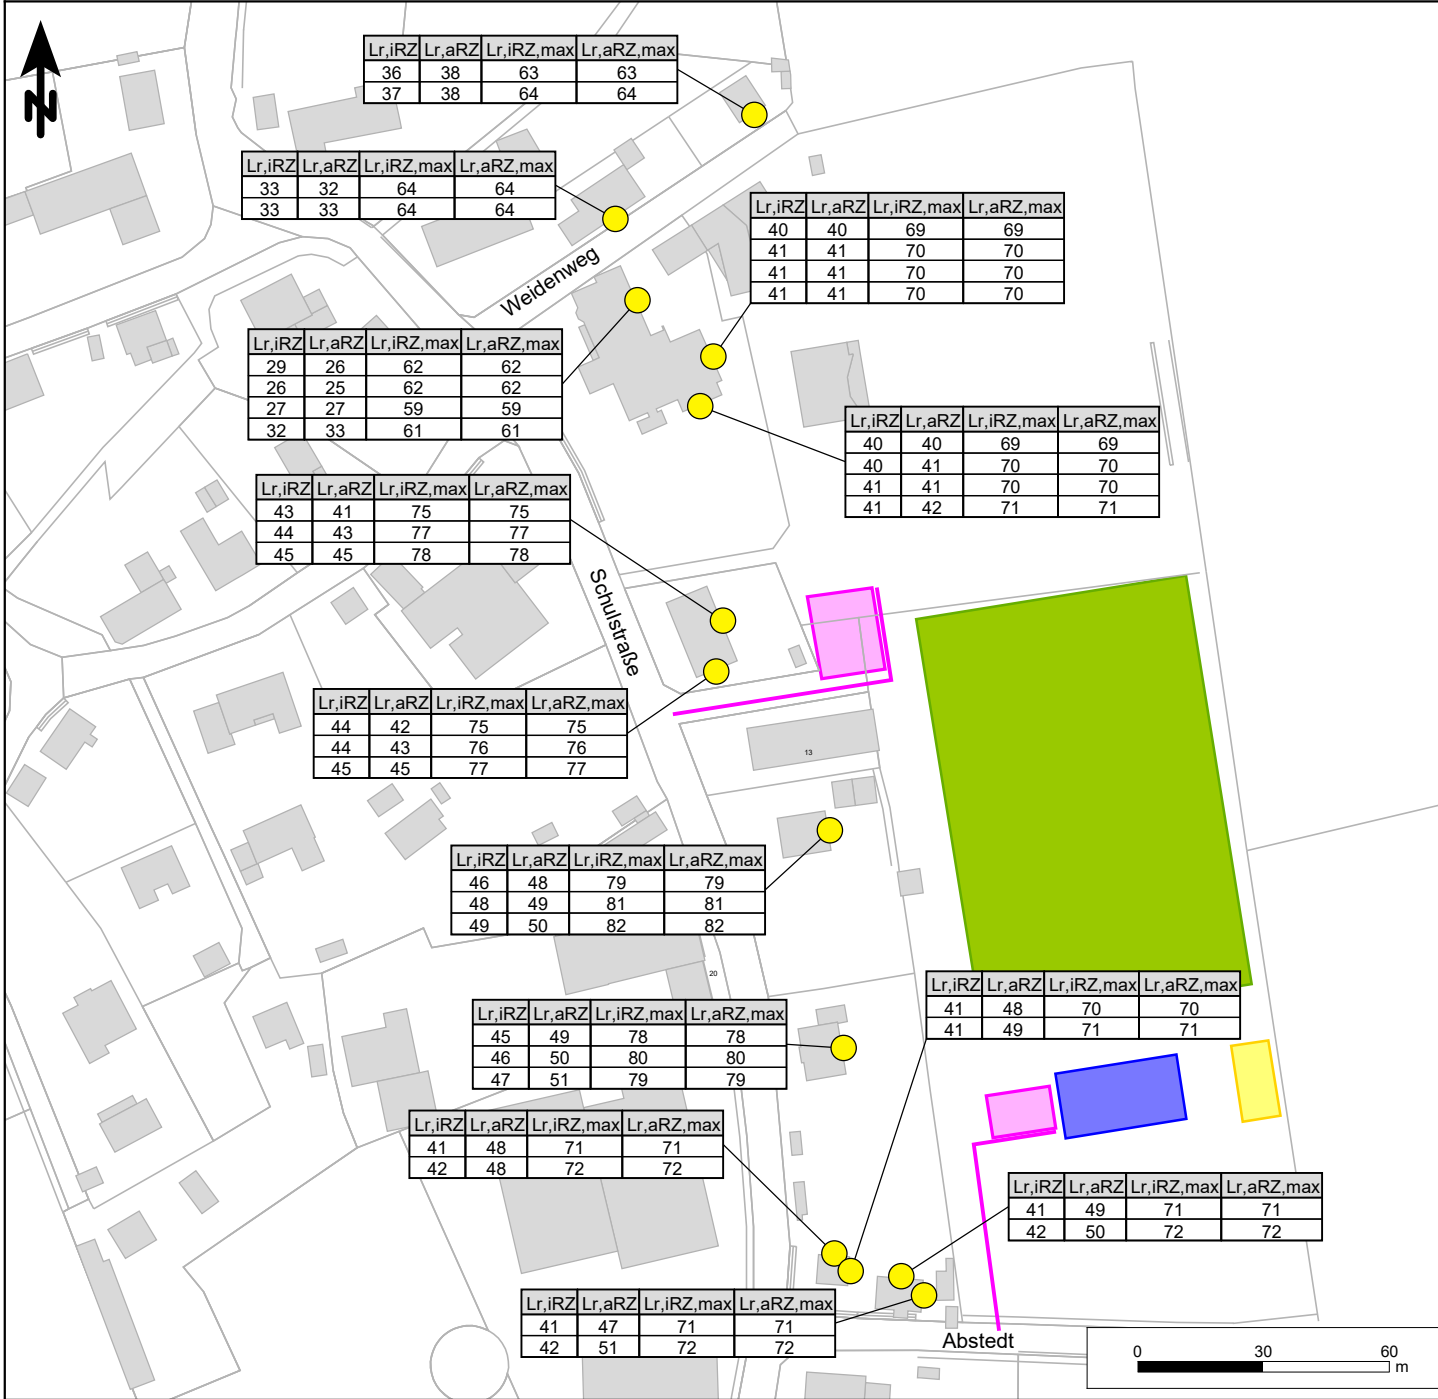 N
Lr,iRZ Lr,aRZ Lr,iRZ,max Lr,aRZ,max
36 38 63 63
37 38 64 64
Lr,iRZ Lr,aRZ Lr,iRZ,max Lr,aRZ,max
33 32 64 64
33 33 64 64
Lr,iRZ Lr,aRZ Lr,iRZ,max Lr,aRZ,max
40 40 69 69
41 41 70 70
41 41 70 70
41 41 70 70
Weidenweg
Lr,iRZ Lr,aRZ Lr,iRZ,max Lr,aRZ,max
29 26 62 62
26 25 62 62
27 27 59 59
32 33 61 61
Lr,iRZ Lr,aRZ Lr,iRZ,max Lr,aRZ,max
40 40 69 69
40 41 70 70
41 41 70 70
41 42 71 71
Lr,iRZ Lr,aRZ Lr,iRZ,max Lr,aRZ,max
43 41 75 75
44 43 77 77
45 45 78 78
Schulstraße
Lr,iRZ Lr,aRZ Lr,iRZ,max Lr,aRZ,max
44 42 75 75
44 43 76 76
45 45 77 77
13
Lr,iRZ Lr,aRZ Lr,iRZ,max Lr,aRZ,max
46 48 79 79
48 49 81 81
49 50 82 82
20
Lr,iRZ Lr,aRZ Lr,iRZ,max Lr,aRZ,max
41 48 70 70
41 49 71 71
Lr,iRZ Lr,aRZ Lr,iRZ,max Lr,aRZ,max
45 49 78 78
46 50 80 80
47 51 79 79
Lr,iRZ Lr,aRZ Lr,iRZ,max Lr,aRZ,max
41 48 71 71
42 48 72 72
Lr,iRZ Lr,aRZ Lr,iRZ,max Lr,aRZ,max
41 49 71 71
42 50 72 72
Lr,iRZ Lr,aRZ Lr,iRZ,max Lr,aRZ,max
41 47 71 71
42 51 72 72
Abstedt
0 30 60
m